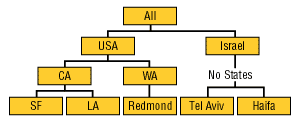 All
USA Israel
CA WA No States
SF LA Redmond Tel Aviv Haifa